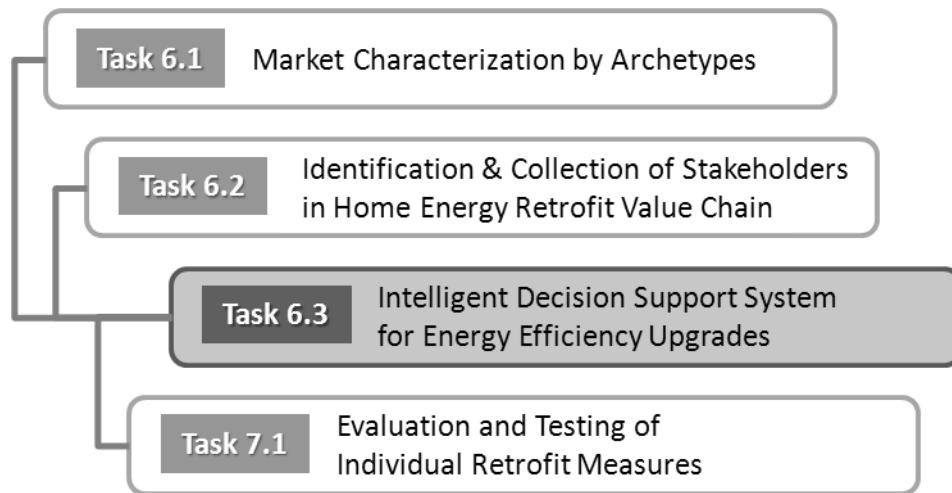 Task 6.1 Market Characterization by Archetypes
Task 6.2 Identification & Collection of Stakeholders
in Home Energy Retrofit Value Chain
Task 6.3 Intelligent Decision Support System
for Energy Efficiency Upgrades
Task 7.1 Evaluation and Testing of
Individual Retrofit Measures